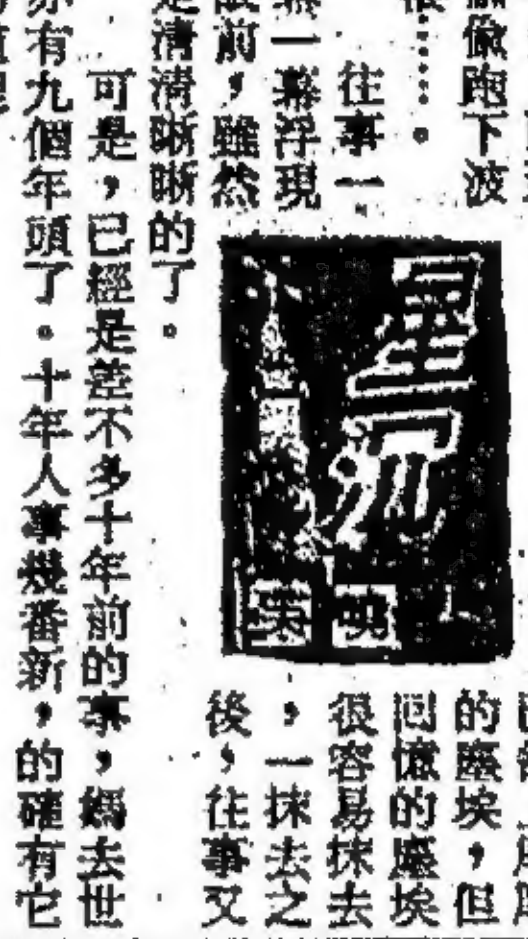 像跑下波
……。
往事一
一幕浮現
眼前，雖然
的塵埃，但
回憶的塵埃
很容易抹去
，一抹去之
後，往事又
是清清晰晰的了。
可是，已經是差不多十年前的事，媽去世
亦有九個年頭了。十年人事幾番新，的確有它